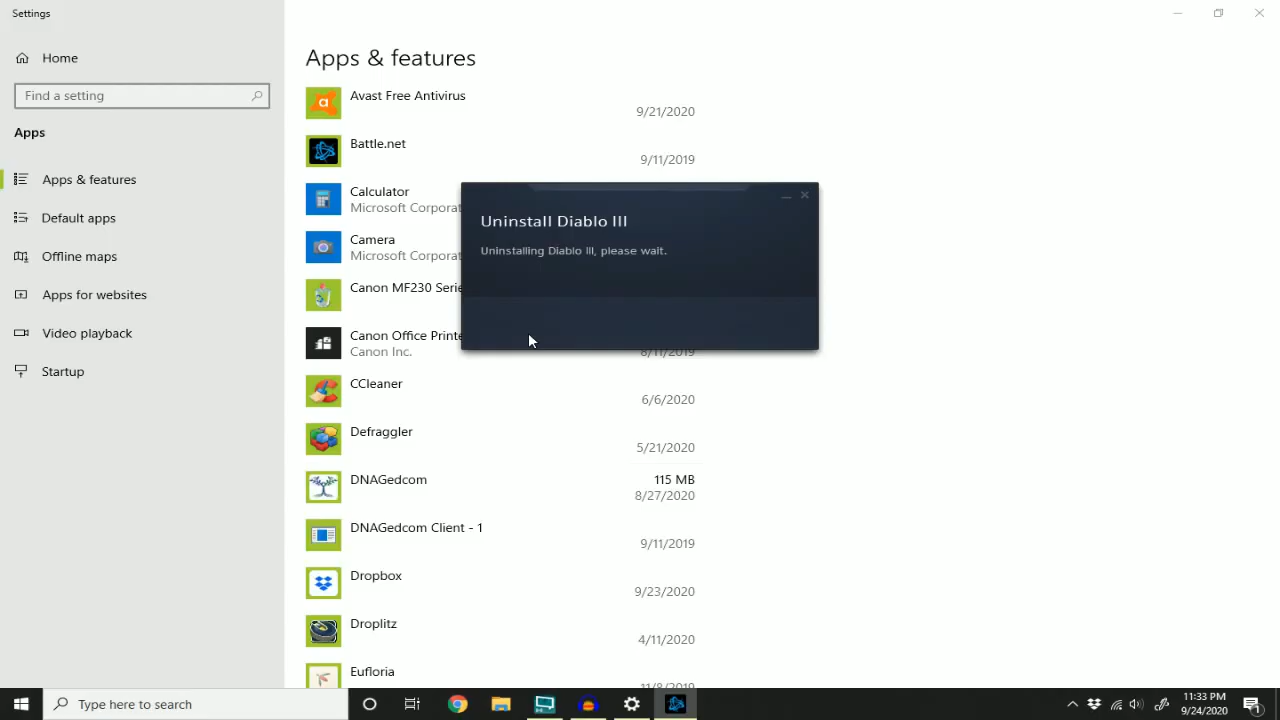 Settings
Home
Find a setting
Apps
Apps & features
Default apps
Offline maps
Apps for websites
Video playback
Startup
Apps & features
Avast Free Antivirus
9/21/2020
Battle.net
9/11/2019
Calculator
Microsoft Corporat
Camera
Microsoft Corporat
Canon MF230 Serie
Canon Office Printe
Canon Inc.
8/11/2019
CCleaner
6/6/2020
Defraggler
5/21/2020
DNAGedcom
115 MB
8/27/2020
DNAGedcom Client - 1
9/11/2019
Dropbox
9/23/2020
Droplitz
4/11/2020
Eufloria
11/8/2019
Uninstall Diablo III
Uninstalling Diablo III, please wait.
Type here to search
11:33 PM
9/24/2020
1